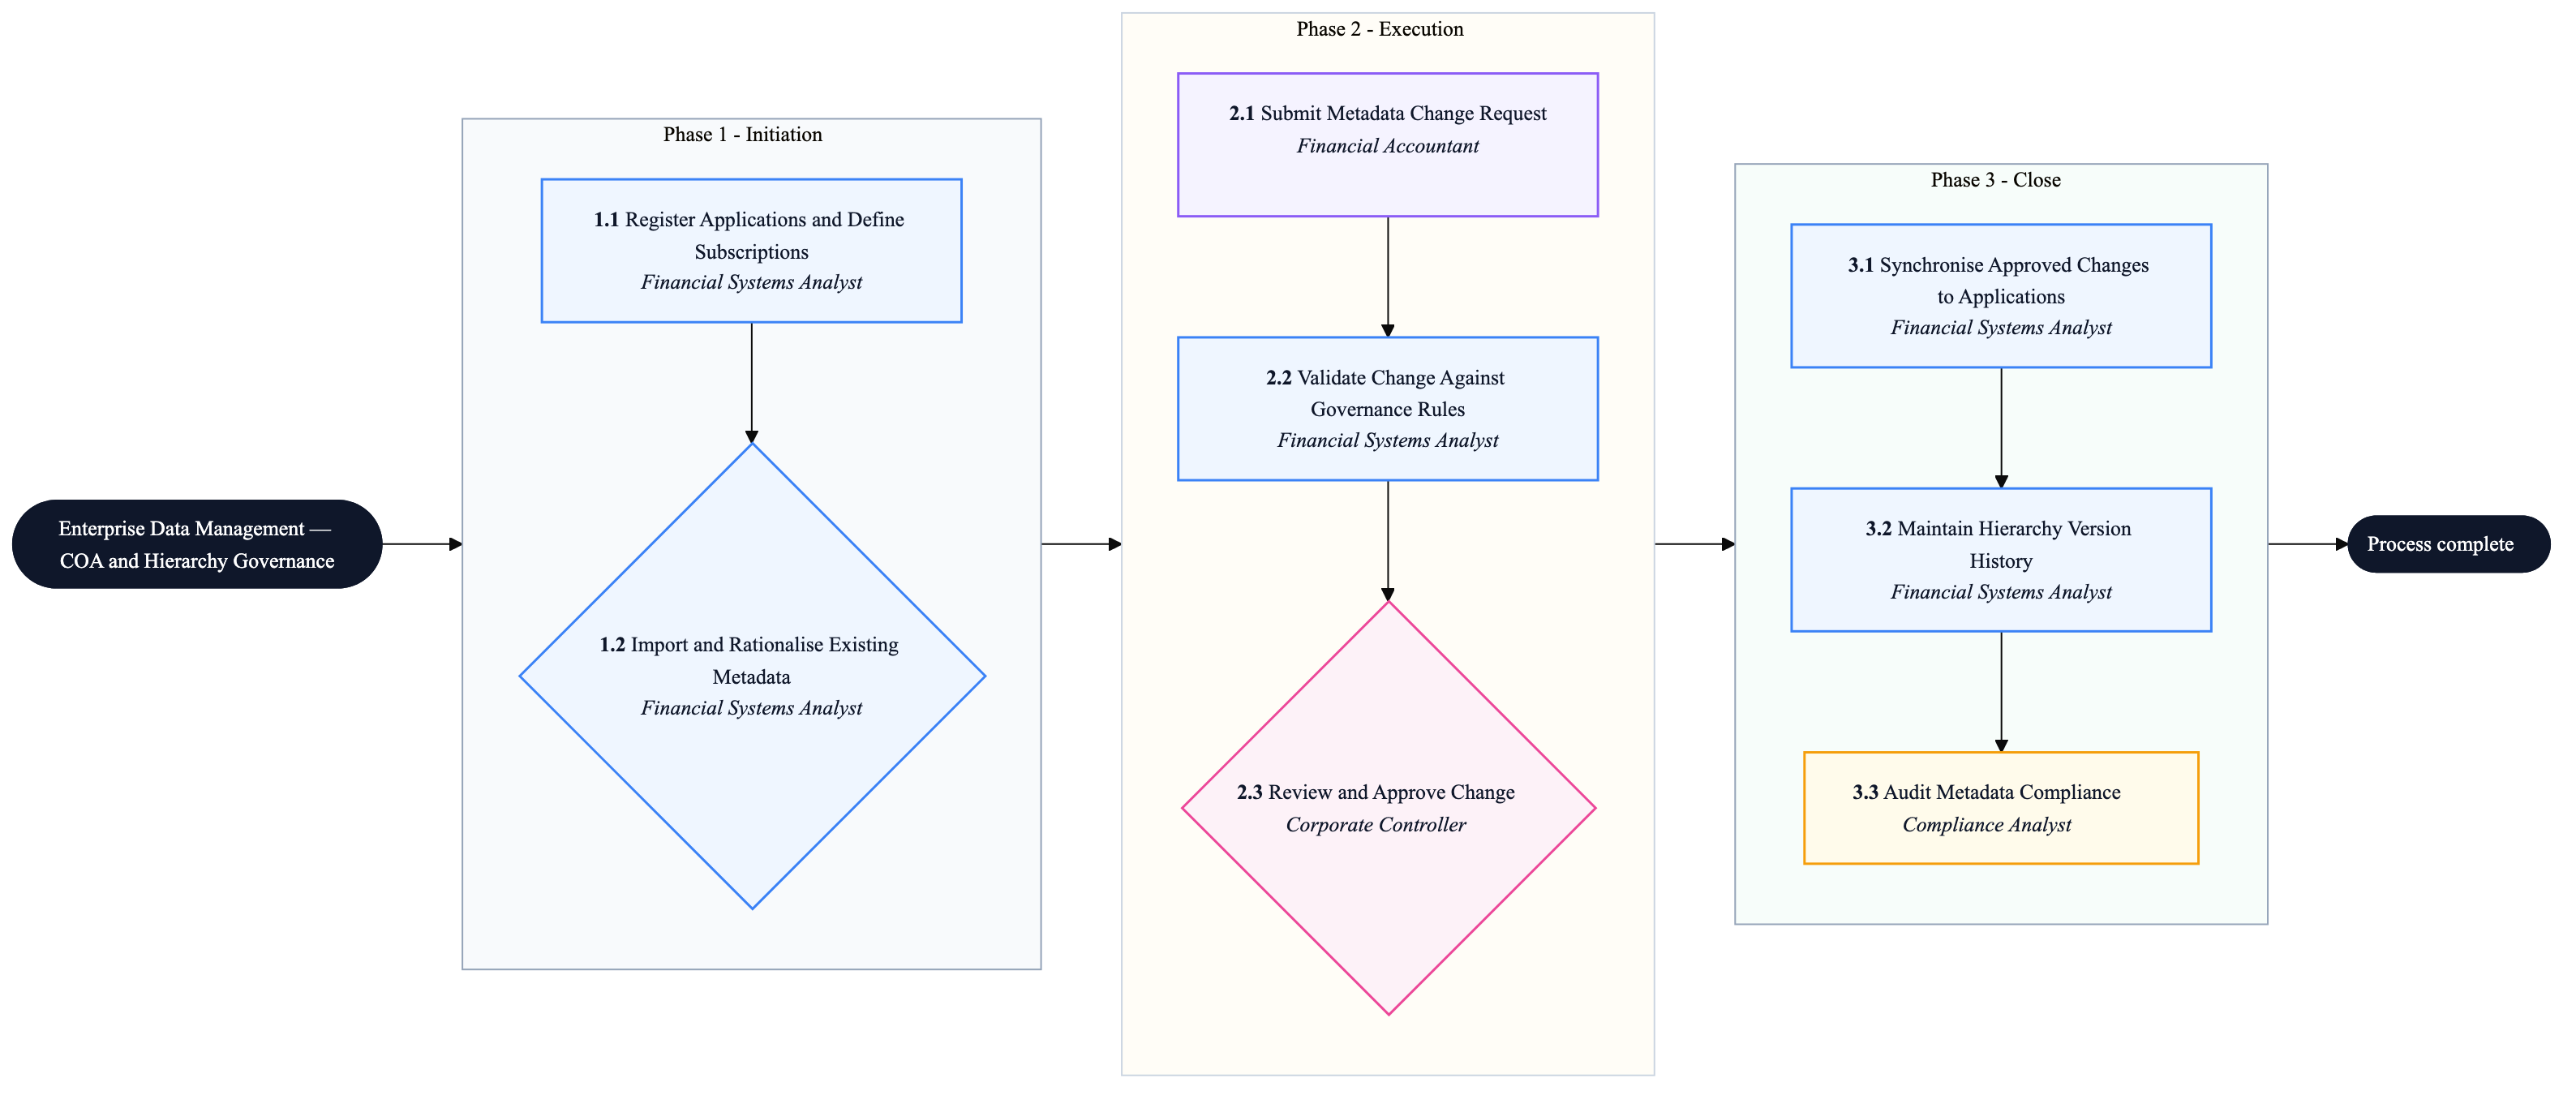 Enterprise Data Management —
COA and Hierarchy Governance
Phase 1 - Initiation
1.1 Register Applications and Define
Subscriptions
Financial Systems Analyst
1.2 Import and Rationalise Existing
Metadata
Financial Systems Analyst
Phase 2 - Execution
2.1 Submit Metadata Change Request
Financial Accountant
2.2 Validate Change Against
Governance Rules
Financial Systems Analyst
2.3 Review and Approve Change
Corporate Controller
Phase 3 - Close
3.1 Synchronise Approved Changes
to Applications
Financial Systems Analyst
3.2 Maintain Hierarchy Version
History
Financial Systems Analyst
3.3 Audit Metadata Compliance
Compliance Analyst
Process complete